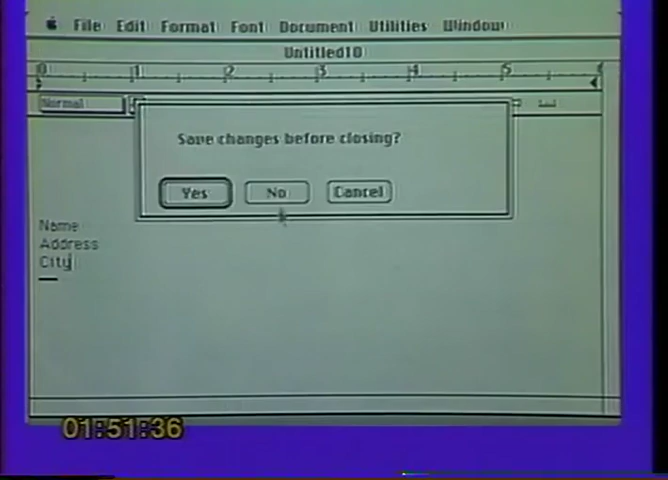 File Edit Format Font Document Utilities Window
Untitled10
0 1 2 3 4 5
Normal
Save changes before closing?
Yes No Cancel
Name
Address
City
01:51:36